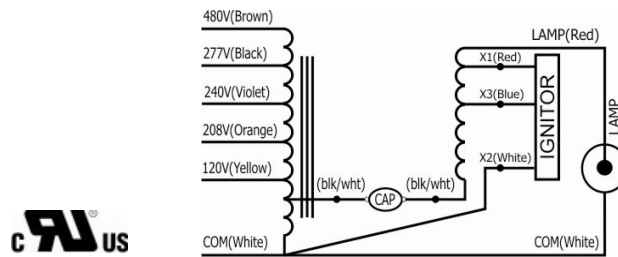 480V(Brown)
LAMP(Red)
277V(Black)
X1(Red)
240V(Violet)
X3(Blue)
IGNITOR
LAMP
208V(Orange)
X2(White)
120V(Yellow)
(blk/wht)
CAP
(blk/wht)
COM(White)
COM(White)
C RU US
®